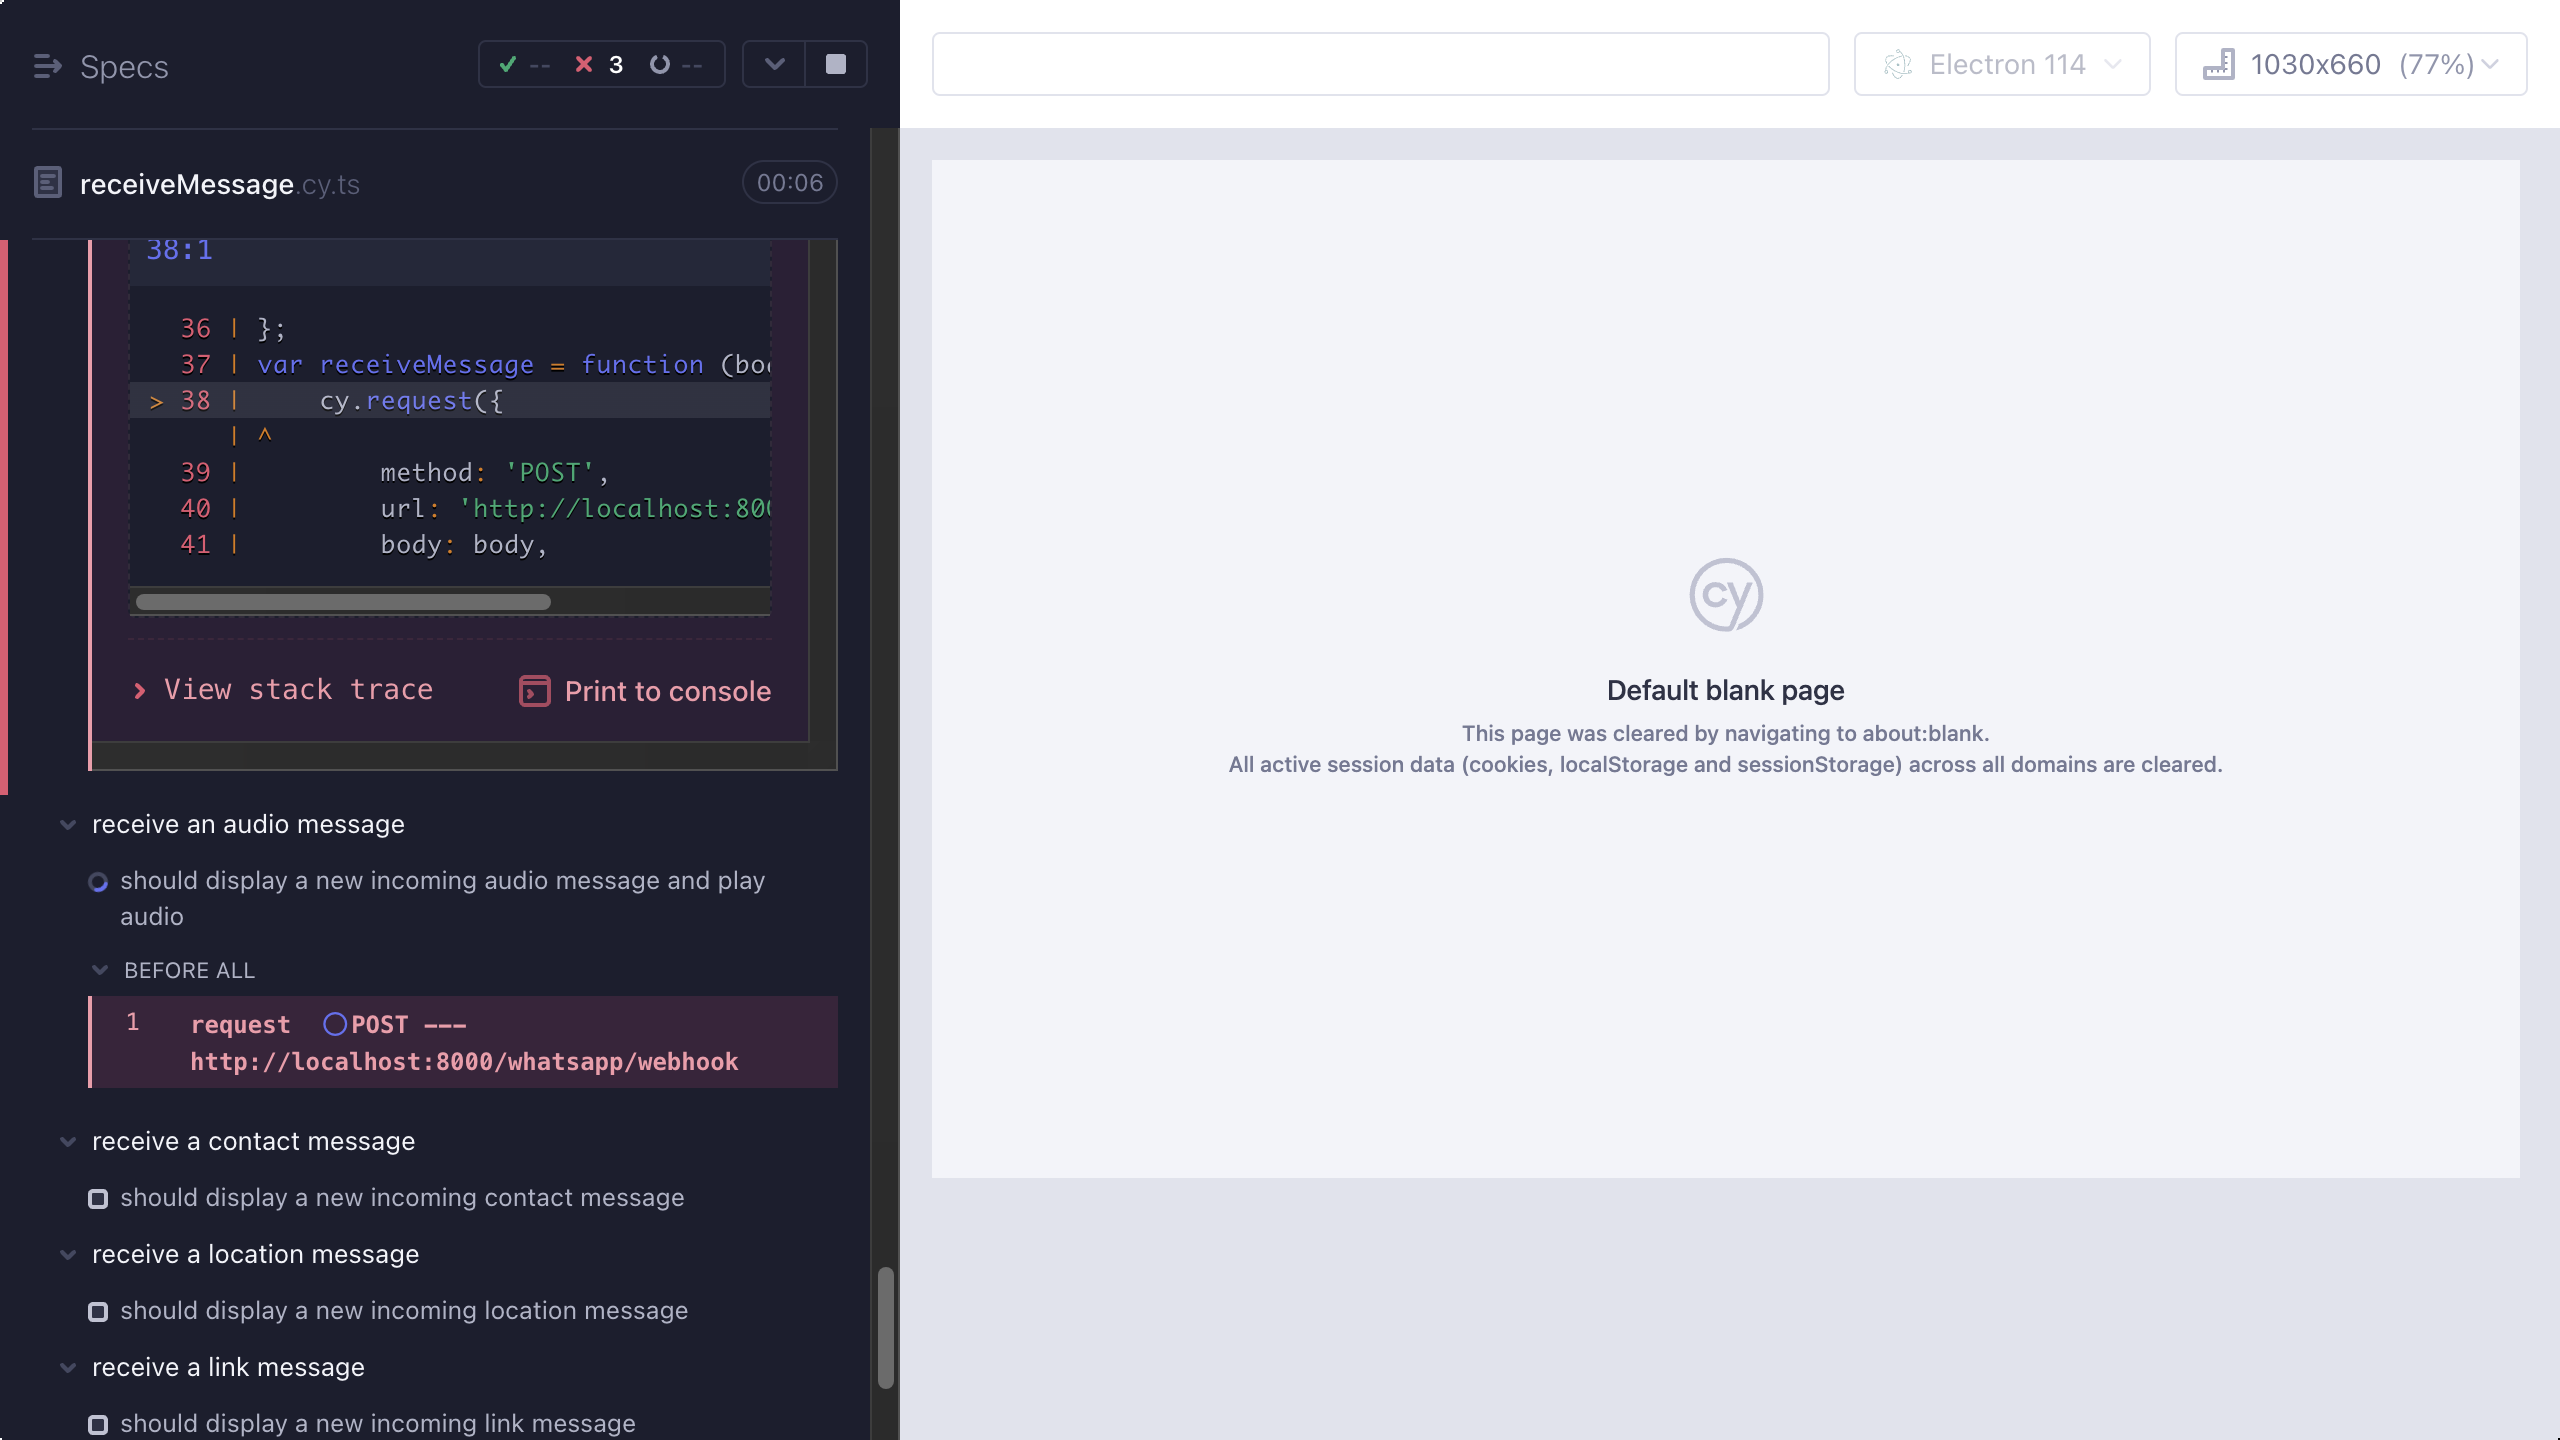 Specs
-- 3 --
Electron 114
1030x660 (77%)
receiveMessage.cy.ts
00:06
38:1
36 | };
37 | var receiveMessage = function (bo
> 38 |     cy.request({
| ^
39 |         method: 'POST',
40 |         url: 'http://localhost:80
41 |         body: body,
View stack trace
Print to console
receive an audio message
should display a new incoming audio message and play
audio
BEFORE ALL
1 request POST ---
http://localhost:8000/whatsapp/webhook
receive a contact message
should display a new incoming contact message
receive a location message
should display a new incoming location message
receive a link message
should display a new incoming link message
cy
Default blank page
This page was cleared by navigating to about:blank.
All active session data (cookies, localStorage and sessionStorage) across all domains are cleared.